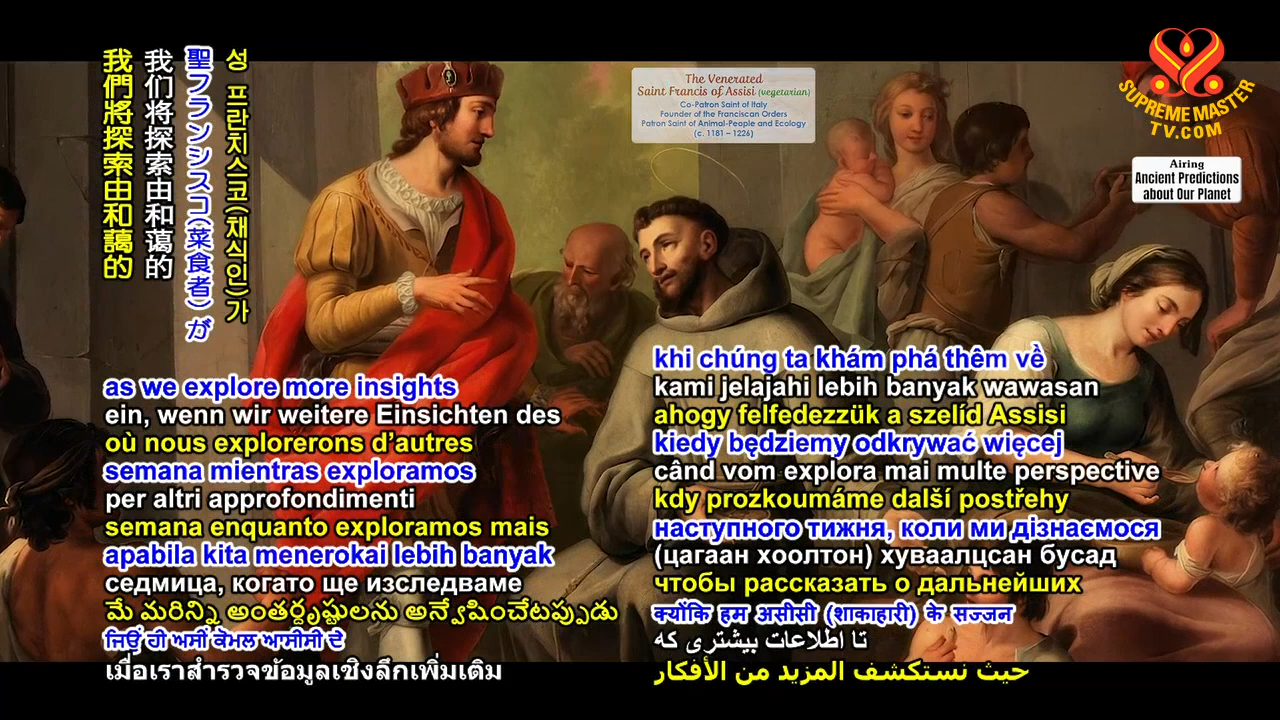 我們將探索由和藹的
我们将探索由和蔼的
聖フランシスコ(菜食者)が
성 프란치스코(채식인)가
The Venerated
Saint Francis of Assisi (vegetarian)
Co-Patron Saint of Italy
Founder of the Franciscan Orders
Patron Saint of Animal-People and Ecology
(c. 1181 – 1226)
SUPREME MASTER
TV.COM
Airing
Ancient Predictions
about Our Planet
as we explore more insights
ein, wenn wir weitere Einsichten des
où nous explorerons d’autres
semana mientras exploramos
per altri approfondimenti
semana enquanto exploramos mais
apabila kita menerokai lebih banyak
седмица, когато ще изследваме
మే మరిన్ని అంతర్దృష్టులను అన్వేషించేటప్పుడు
ਜਿਉਂ ਹੀ ਅਸੀਂ ਕੋਮਲ ਆਸੀਸੀ ਦੇ
เมื่อเราสำรวจข้อมูลเชิงลึกเพิ่มเติม
khi chúng ta khám phá thêm về
kami jelajahi lebih banyak wawasan
ahogy felfedezzük a szelíd Assisi
kiedy będziemy odkrywać więcej
când vom explora mai multe perspective
kdy prozkoumáme další postřehy
наступного тижня, коли ми дізнаємося
(цагаан хоолтон) хуваалцсан бусад
чтобы рассказать о дальнейших
क्योंकि हम असीसी (शाकाहारी) के सज्जन
تا اطلاعات بیشتری که
حيث نستكشف المزيد من الأفكار